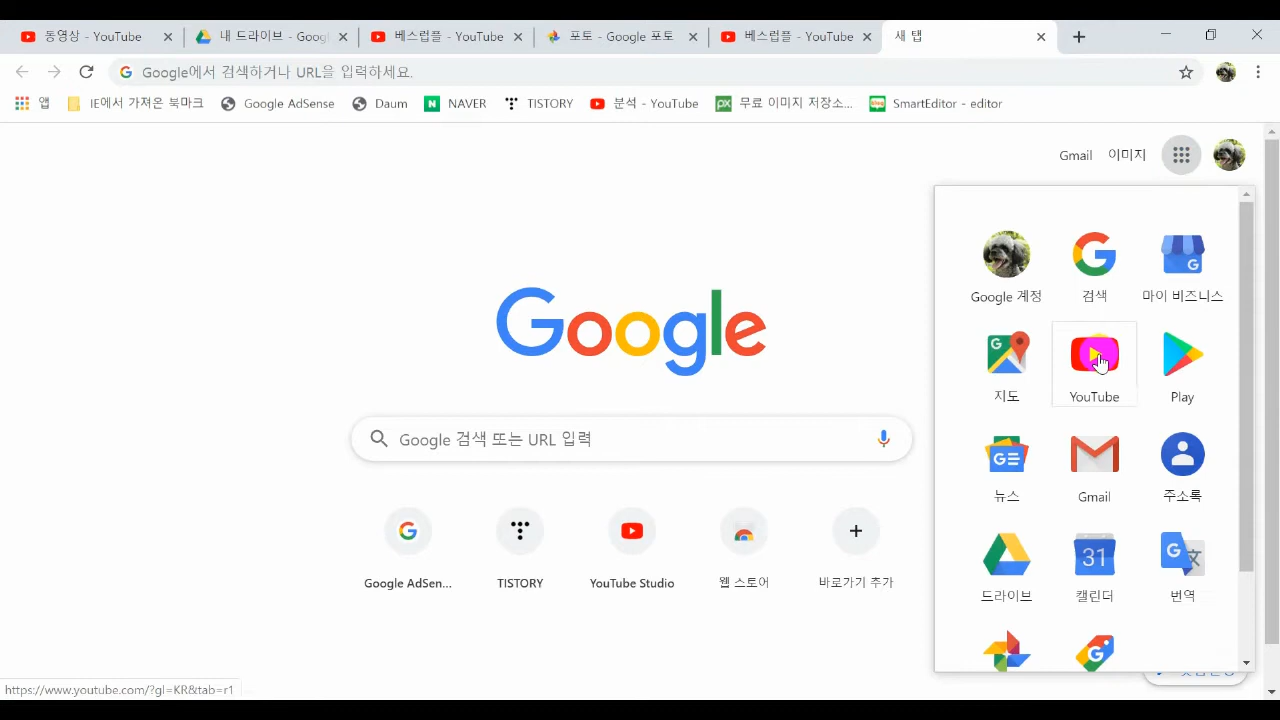 동영상 - YouTube
내 드라이브 - Goog
베스럽플 - YouTube
포토 - Google 포토
베스럽플 - YouTube
새 탭
Google에서 검색하거나 URL을 입력하세요.
앱
IE에서 가져온 북마크
Google AdSense
Daum
NAVER
TISTORY
분석 - YouTube
무료 이미지 저장소...
SmartEditor - editor
Gmail
이미지
Google
Google 검색 또는 URL 입력
Google AdSen...
TISTORY
YouTube Studio
웹 스토어
바로가기 추가
Google 계정
검색
마이 비즈니스
지도
YouTube
Play
뉴스
Gmail
주소록
드라이브
31
캘린더
번역
https://www.youtube.com/?gl=KR&tab=r1